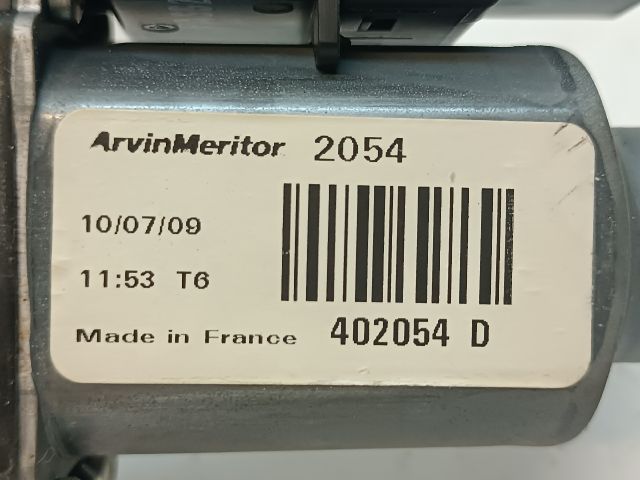 ArvinMeritor 2054
10/07/09
11:53 T6
Made in France 402054 D